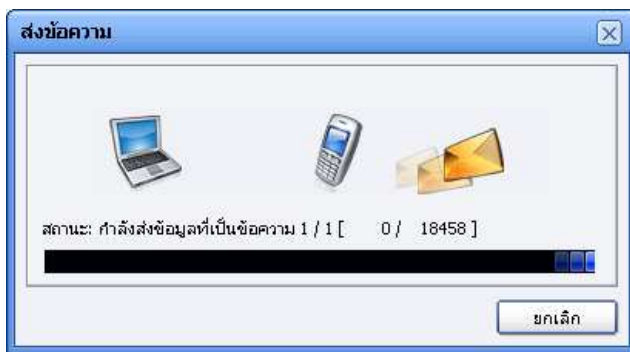 ส่งข้อความ
สถานะ: กำลังส่งข้อมูลที่เป็นข้อความ 1 / 1 [ 0 / 18458 ]
ยกเลิก